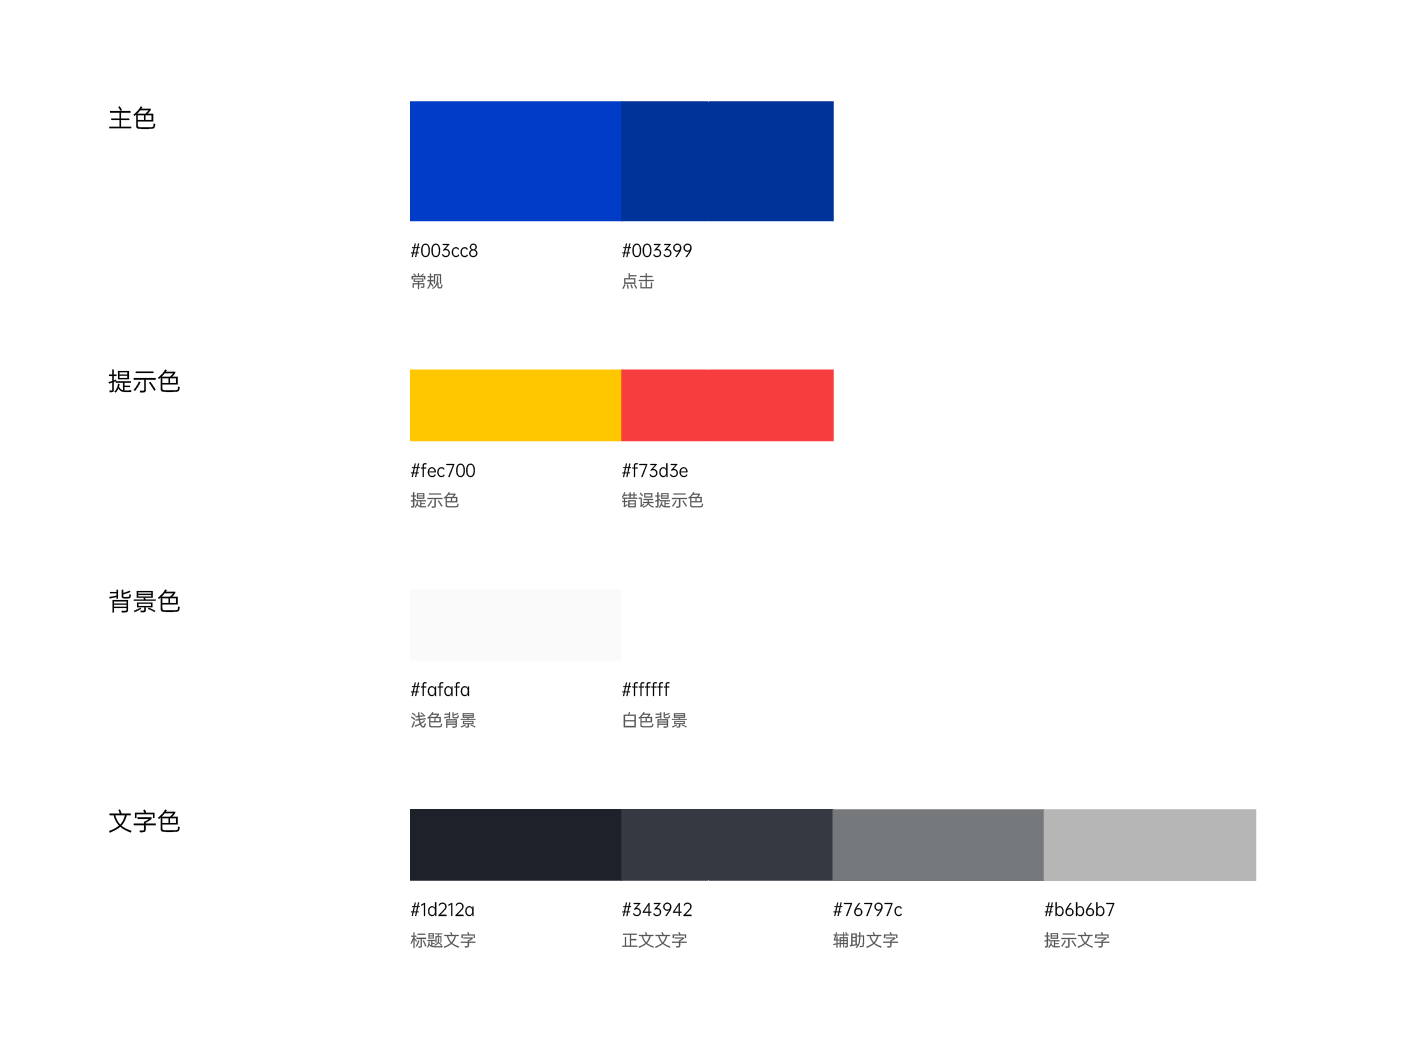 主色
#003cc8 #003399
常规 点击
提示色
#fec700 #f73d3e
提示色 错误提示色
背景色
#fafafa #ffffff
浅色背景 白色背景
文字色
#1d212a #343942 #76797c #b6b6b7
标题文字 正文文字 辅助文字 提示文字